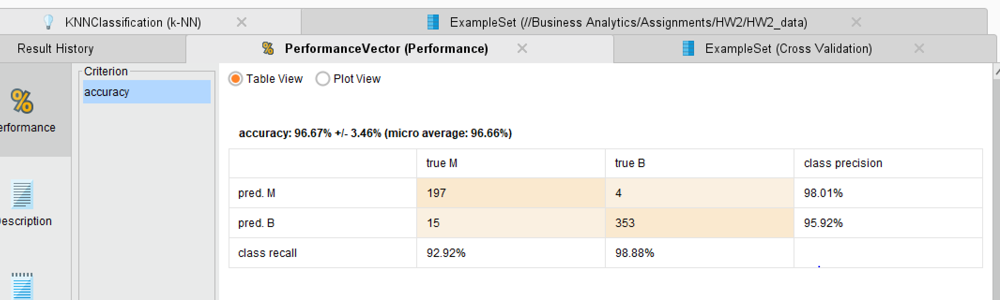 KNNClassification (k-NN)
ExampleSet (//Business Analytics/Assignments/HW2/HW2_data)
Result History
PerformanceVector (Performance)
ExampleSet (Cross Validation)
erformance
escription
Criterion
accuracy
Table View
Plot View
accuracy: 96.67% +/- 3.46% (micro average: 96.66%)
true M
true B
class precision
pred. M
197
4
98.01%
pred. B
15
353
95.92%
class recall
92.92%
98.88%